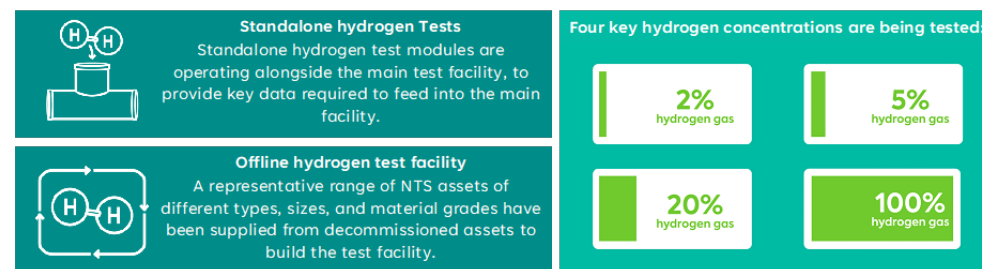 H H
Standalone hydrogen Tests
Standalone hydrogen test modules are
operating alongside the main test facility, to
provide key data required to feed into the main
facility.
H H
Offline hydrogen test facility
A representative range of NTS assets of
different types, sizes, and material grades have
been supplied from decommissioned assets to
build the test facility.
Four key hydrogen concentrations are being tested:
2%
hydrogen gas
5%
hydrogen gas
20%
hydrogen gas
100%
hydrogen gas